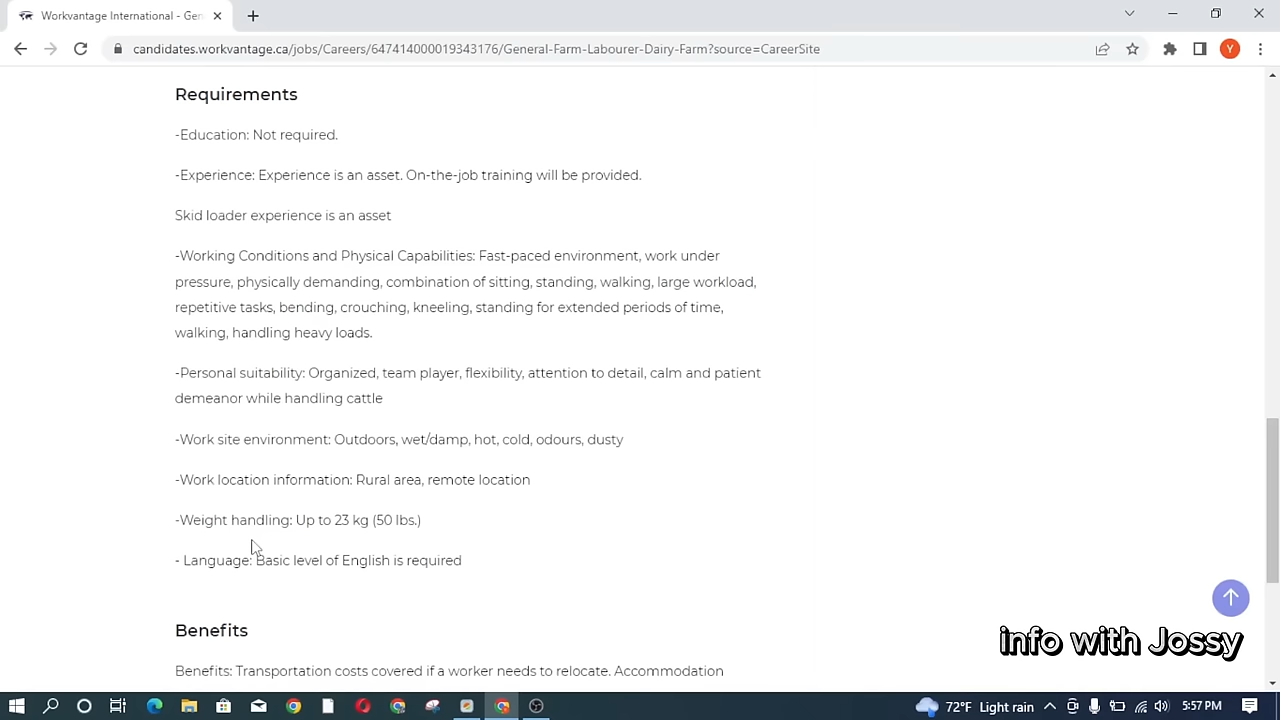 Workvantage International - Gen
candidates.workvantage.ca/jobs/Careers/647414000019343176/General-Farm-Labourer-Dairy-Farm?source=CareerSite
Y
Requirements
-Education: Not required.
-Experience: Experience is an asset. On-the-job training will be provided.
Skid loader experience is an asset
-Working Conditions and Physical Capabilities: Fast-paced environment, work under
pressure, physically demanding, combination of sitting, standing, walking, large workload,
repetitive tasks, bending, crouching, kneeling, standing for extended periods of time,
walking, handling heavy loads.
-Personal suitability: Organized, team player, flexibility, attention to detail, calm and patient
demeanor while handling cattle
-Work site environment: Outdoors, wet/damp, hot, cold, odours, dusty
-Work location information: Rural area, remote location
-Weight handling: Up to 23 kg (50 lbs.)
- Language: Basic level of English is required
Benefits
Benefits: Transportation costs covered if a worker needs to relocate. Accommodation
info with Jossy
72°F Light rain
5:57 PM